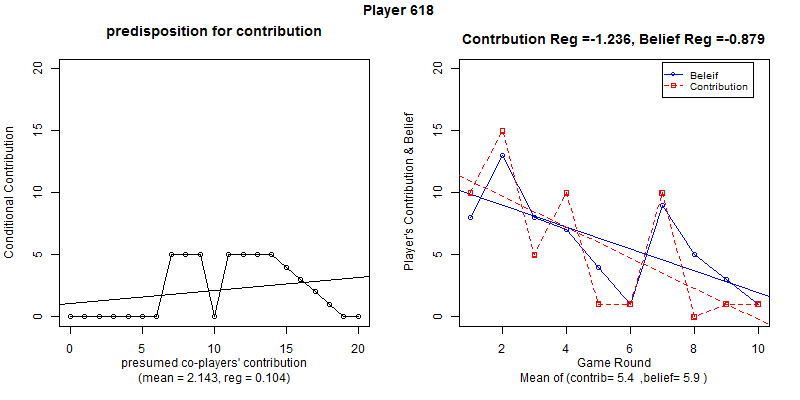 Player 618
predisposition for contribution
Conditional Contribution
20
15
10
5
0
0 5 10 15 20
presumed co-players' contribution
(mean = 2.143, reg = 0.104)
Contrbution Reg =-1.236, Belief Reg =-0.879
Player's Contribution & Belief
20
15
10
5
0
Beleif
Contribution
2 4 6 8 10
Game Round
Mean of (contrib= 5.4 ,belief= 5.9 )